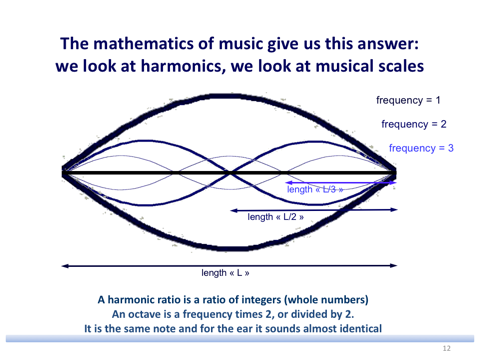 The mathematics of music give us this answer:
we look at harmonics, we look at musical scales
frequency = 1
frequency = 2
frequency = 3
length « L/3 »
length « L/2 »
length « L »
A harmonic ratio is a ratio of integers (whole numbers)
An octave is a frequency times 2, or divided by 2.
It is the same note and for the ear it sounds almost identical
12